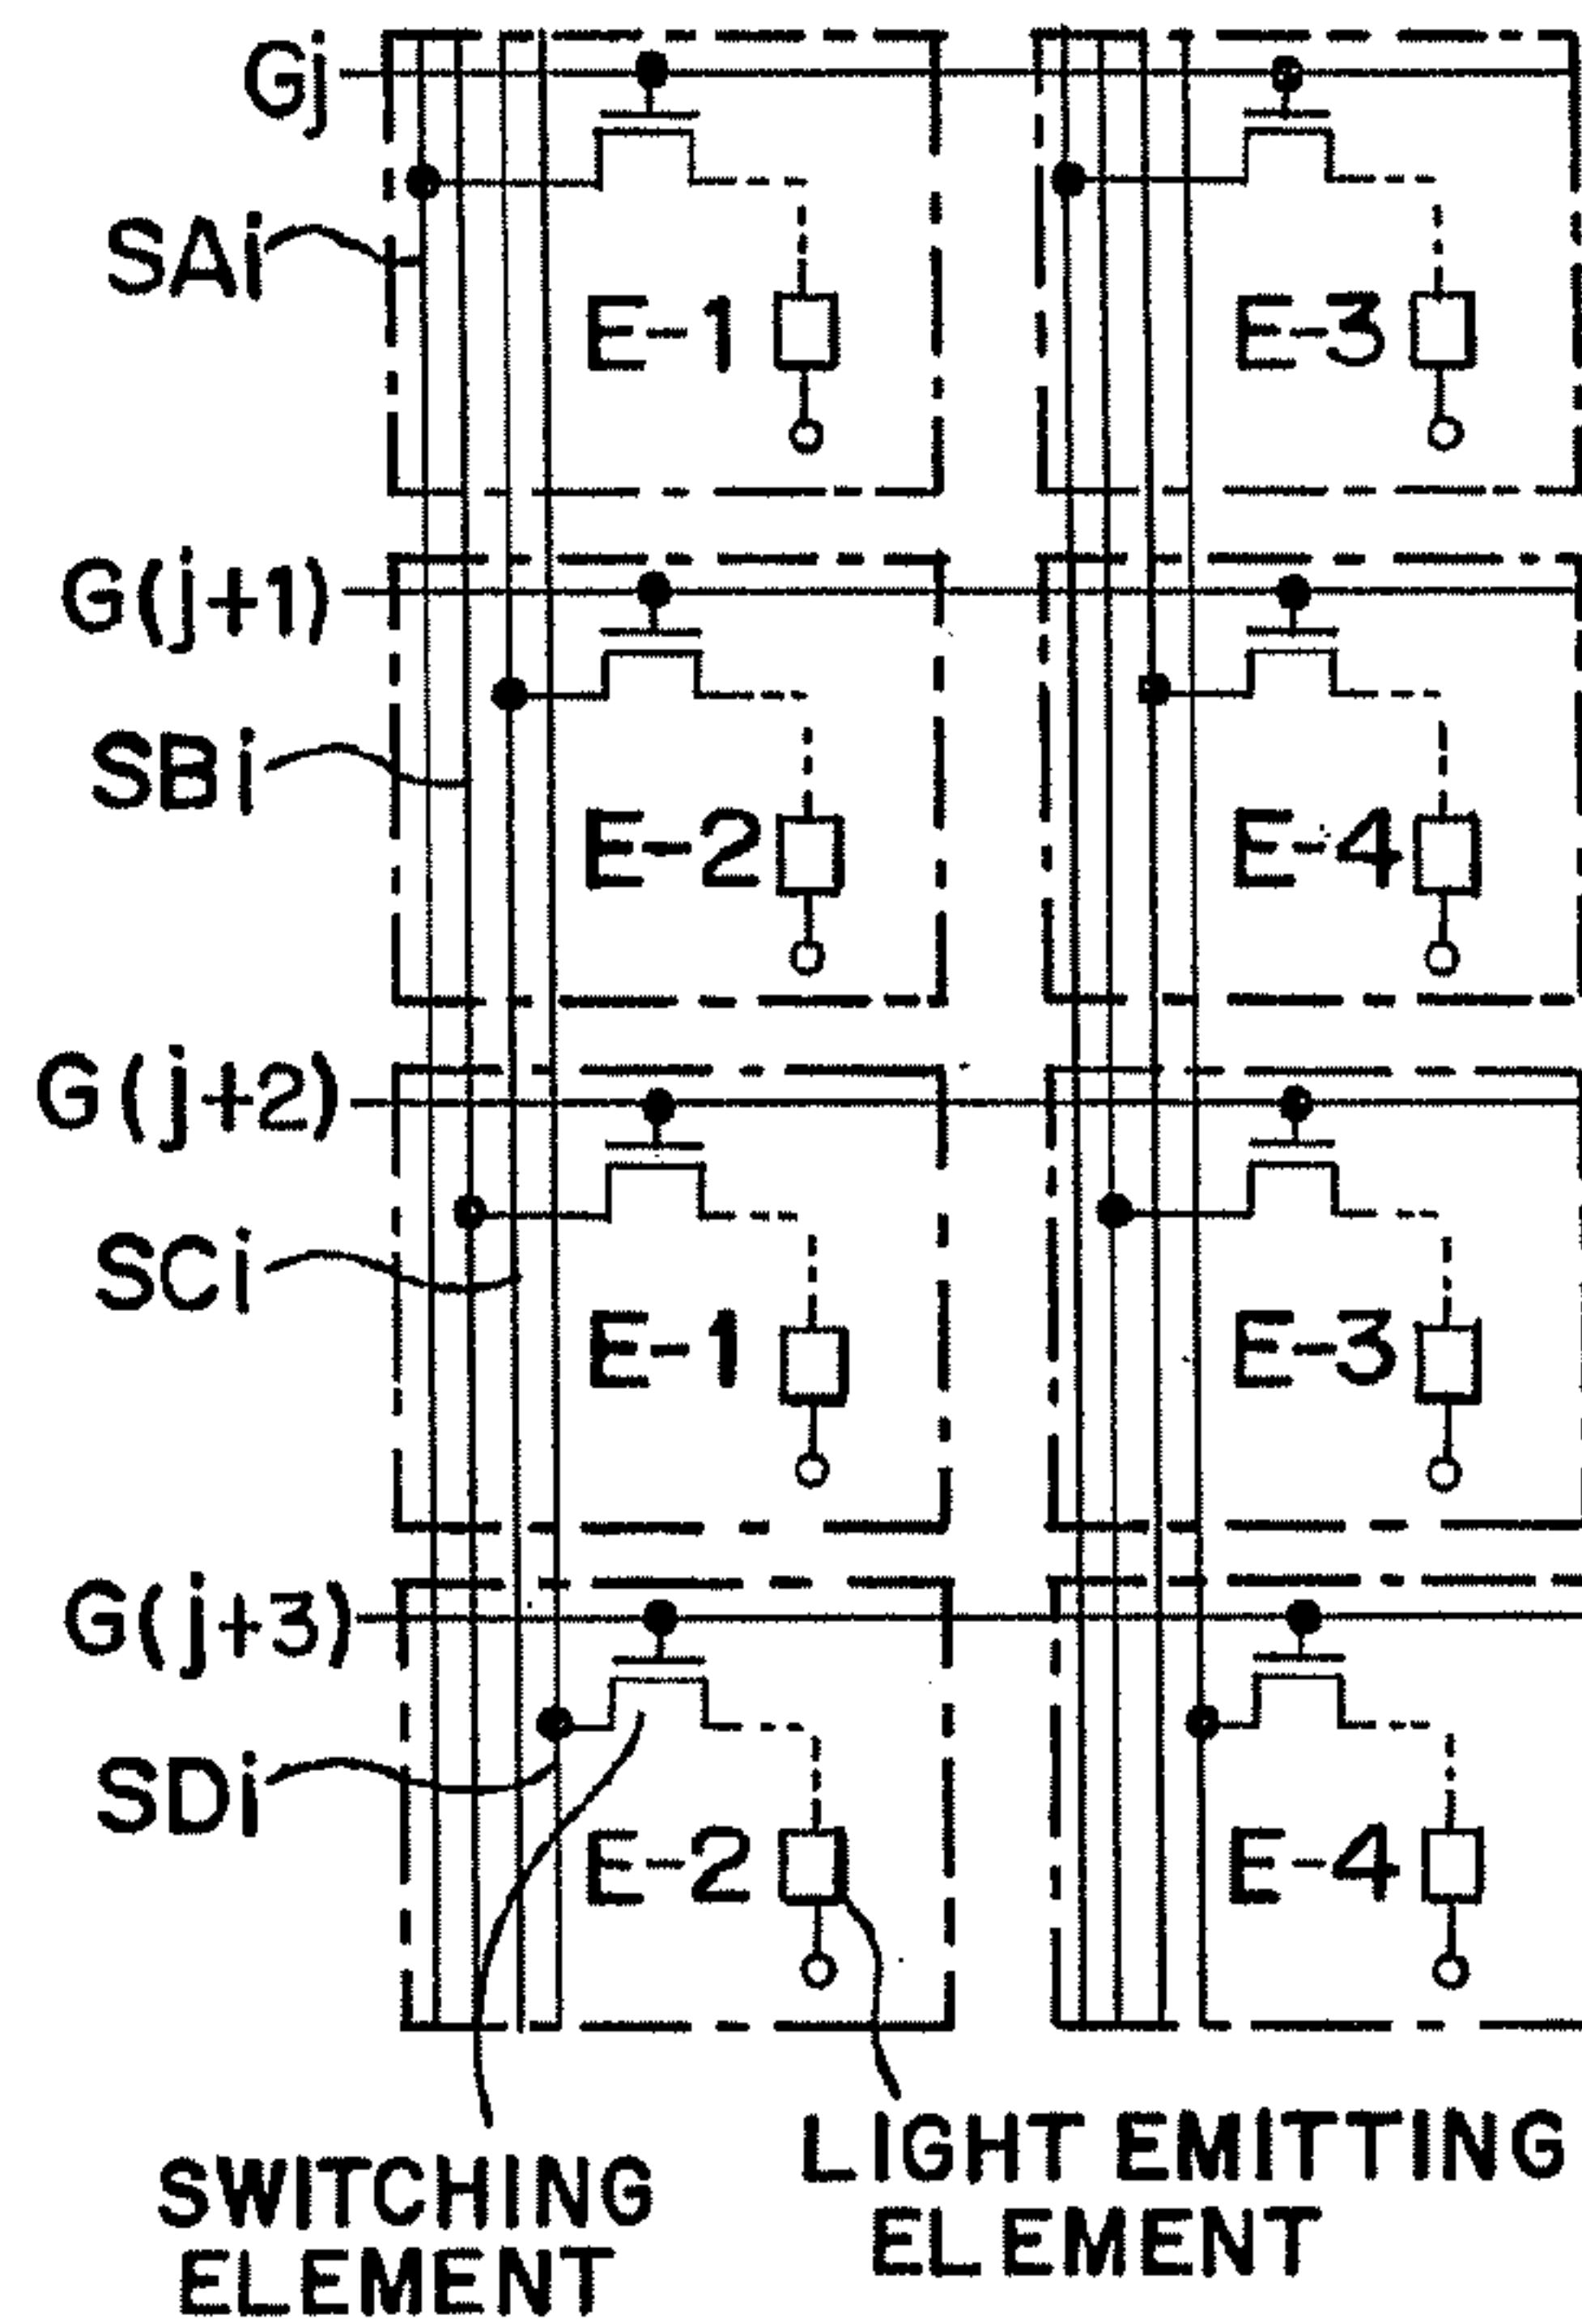 Gj
SAi
E-1
E-3
G(j+1)
SBi
E-2
E-4
G(j+2)
SCi
E-1
E-3
G(j+3)
SDi
E-2
E-4
SWITCHING
ELEMENT
LIGHT EMITTING
ELEMENT